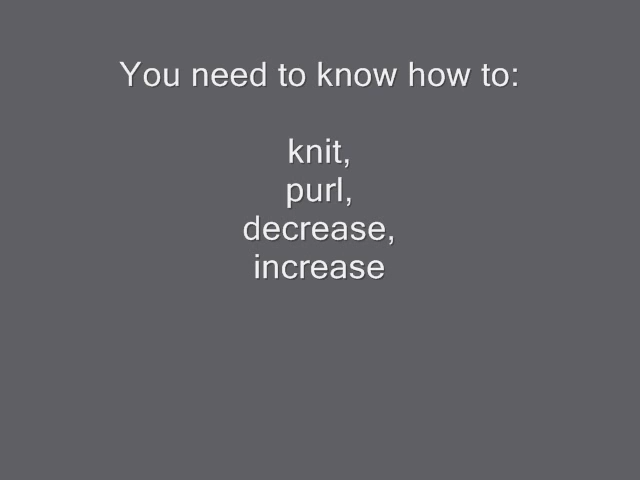 You need to know how to:
knit,
purl,
decrease,
increase